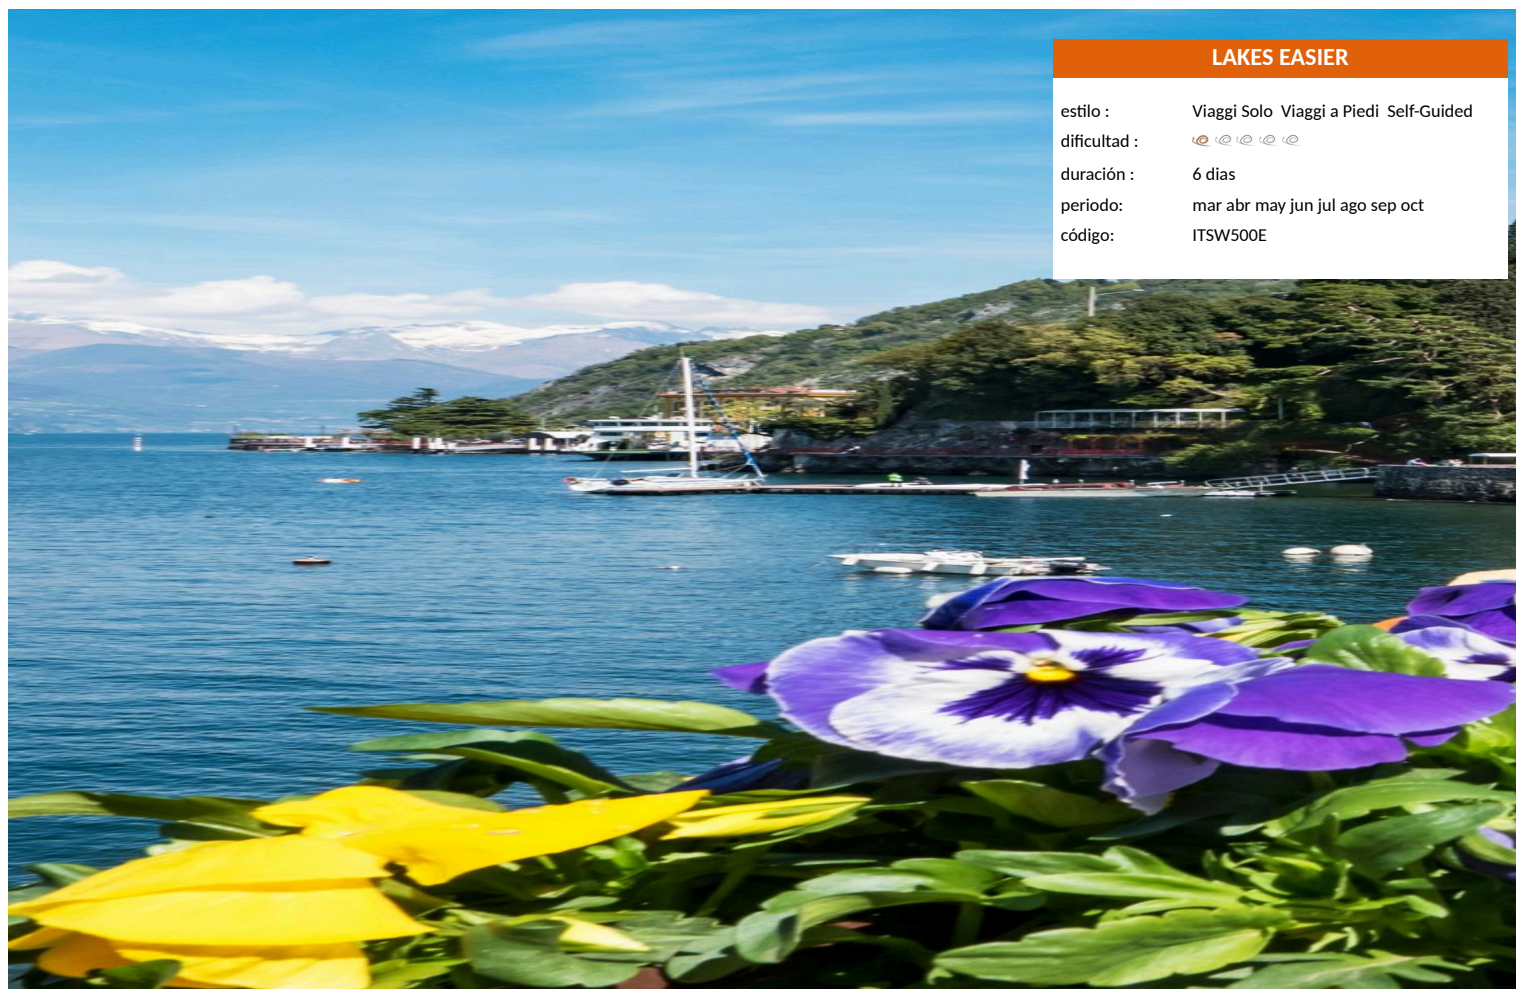 LAKES EASIER
estilo : Viaggi Solo Viaggi a Piedi Self-Guided
dificultad :
duración : 6 dias
periodo: mar abr may jun jul ago sep oct
código: ITSW500E